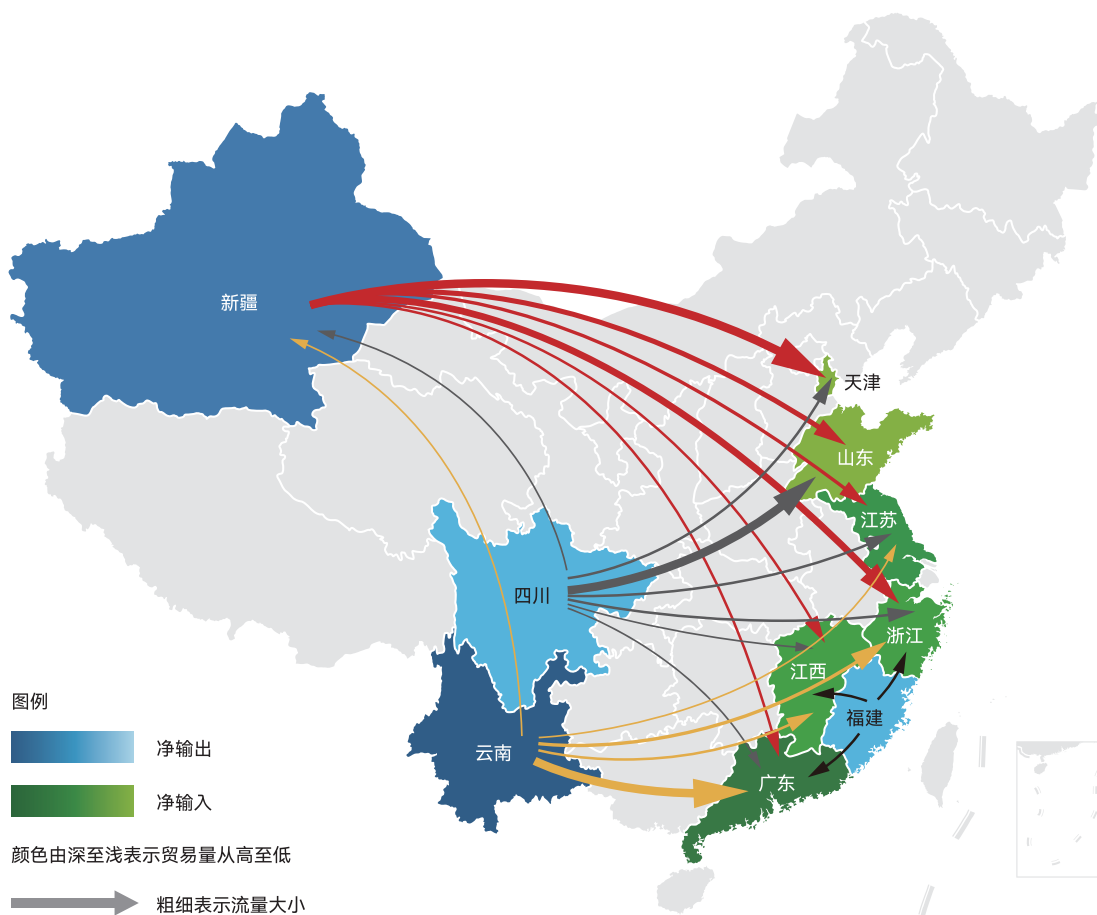 新疆
天津
山东
江苏
四川
浙江
江西
福建
云南
广东
图例
净输出
净输入
颜色由深至浅表示贸易量从高至低
粗细表示流量大小